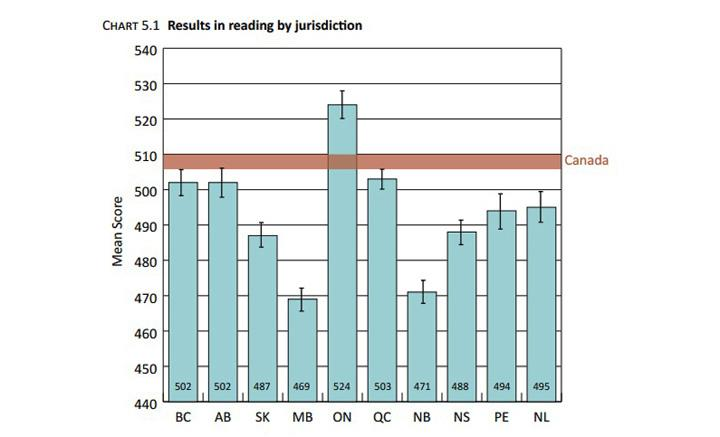 CHART 5.1 Results in reading by jurisdiction
540
530
520
510
500
490
480
470
460
450
440
Mean Score
Canada
502 502 487 469 524 503 471 488 494 495
BC AB SK MB ON QC NB NS PE NL